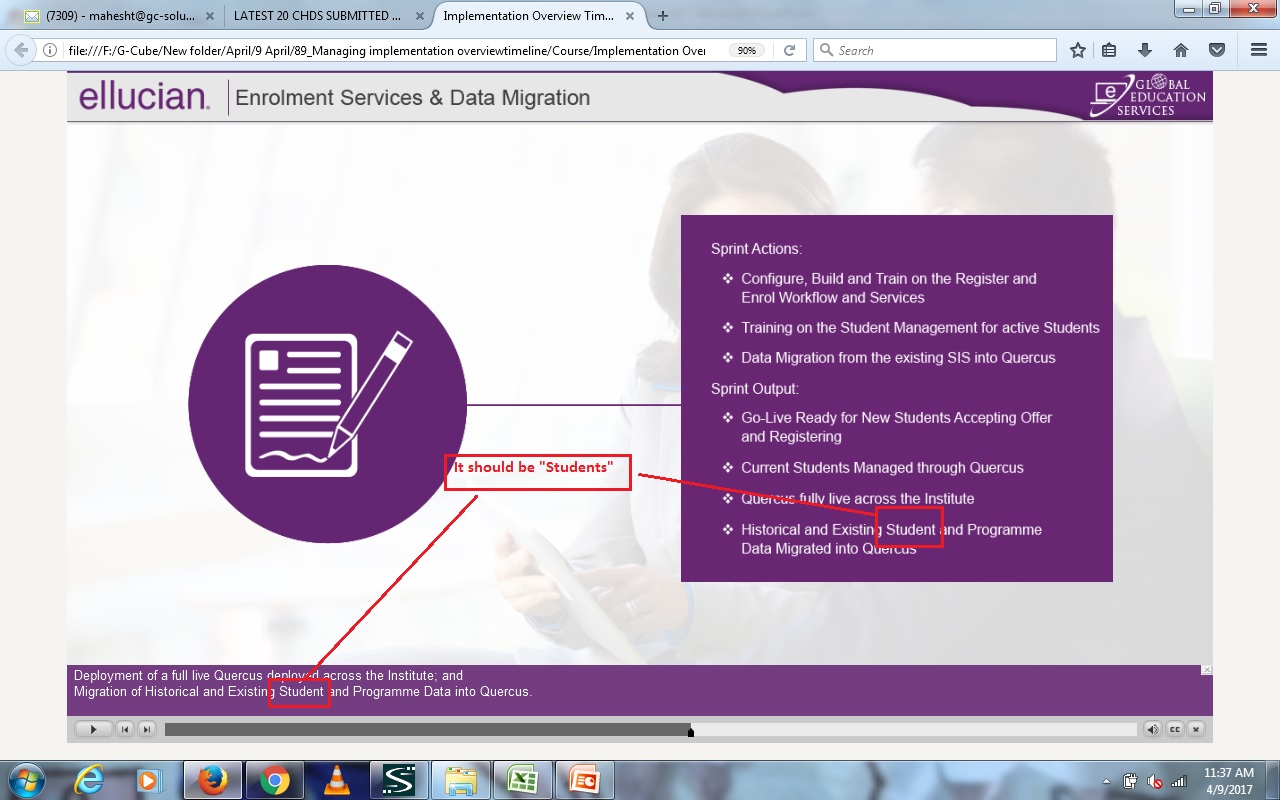 (7309) - mahesht@gc-solu...
LATEST 20 CHDS SUBMITTED ...
Implementation Overview Tim...
file:///F:/G-Cube/New folder/April/9 April/89_Managing implementation overviewtimeline/Course/Implementation Over
90%
Search
ellucian.
Enrolment Services & Data Migration
GLOBAL
EDUCATION
SERVICES
Sprint Actions:
❖ Configure, Build and Train on the Register and
Enrol Workflow and Services
❖ Training on the Student Management for active Students
❖ Data Migration from the existing SIS into Quercus
Sprint Output:
❖ Go-Live Ready for New Students Accepting Offer
and Registering
❖ Current Students Managed through Quercus
❖ Quercus fully live across the Institute
❖ Historical and Existing Student and Programme
Data Migrated into Quercus
It should be "Students"
Deployment of a full live Quercus deployed across the Institute; and
Migration of Historical and Existing Student and Programme Data into Quercus.
CC
11:37 AM
4/9/2017